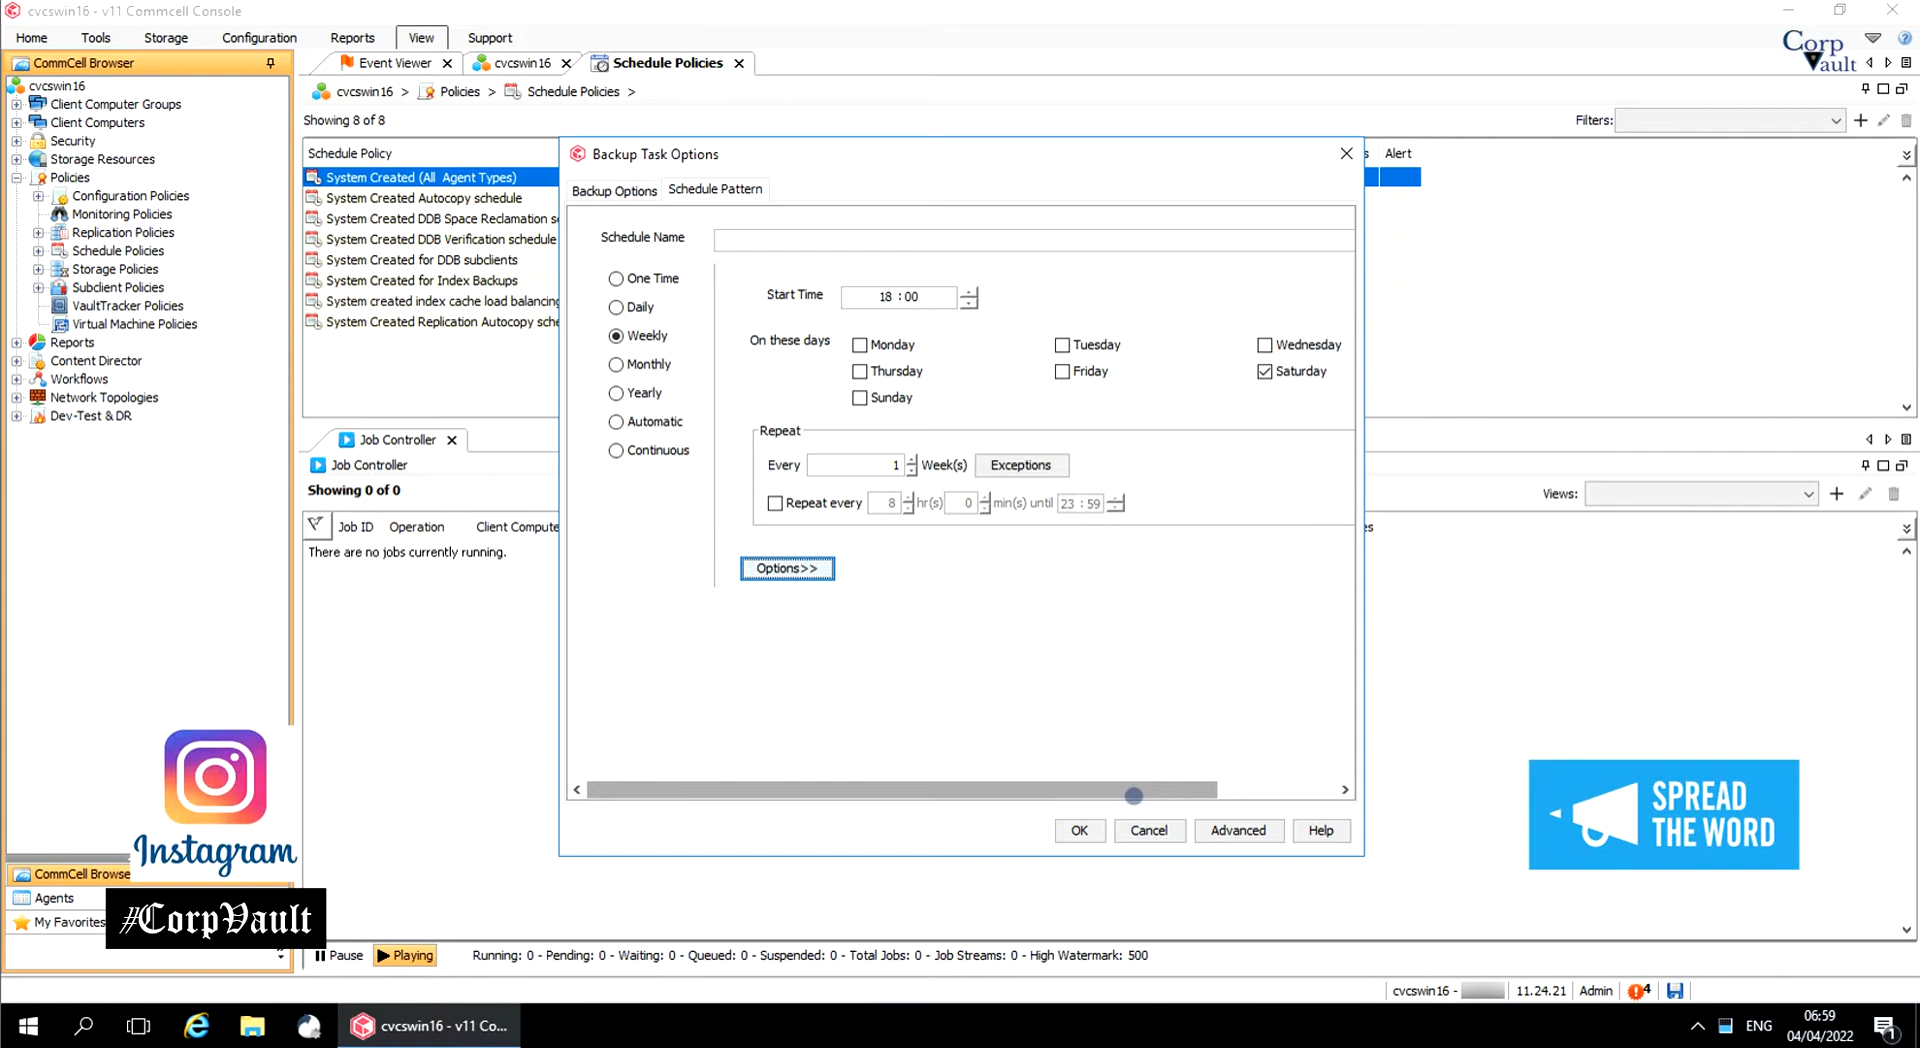 cvcswin16 - v11 Commcell Console
Home Tools Storage Configuration Reports View Support
Corp Vault
CommCell Browser
cvcswin16
Client Computer Groups
Client Computers
Security
Storage Resources
Policies
Configuration Policies
Monitoring Policies
Replication Policies
Schedule Policies
Storage Policies
Subclient Policies
VaultTracker Policies
Virtual Machine Policies
Reports
Content Director
Workflows
Network Topologies
Dev-Test & DR
Event Viewer cvcswin16 Schedule Policies
cvcswin16 > Policies > Schedule Policies >
Showing 8 of 8
Filters:
Schedule Policy
s Alert
System Created (All Agent Types)
System Created Autocopy schedule
System Created DDB Space Reclamation s
System Created DDB Verification schedule
System Created for DDB subclients
System Created for Index Backups
System created index cache load balancing
System Created Replication Autocopy sche
Backup Task Options
Backup Options Schedule Pattern
Schedule Name
One Time
Daily
Weekly
Monthly
Yearly
Automatic
Continuous
Start Time 18 : 00
On these days
Monday Tuesday Wednesday
Thursday Friday Saturday
Sunday
Repeat
Every 1 Week(s) Exceptions
Repeat every 8 hr(s) 0 min(s) until 23 : 59
Options>>
OK Cancel Advanced Help
Job Controller
Job Controller
Showing 0 of 0
Views:
Job ID Operation Client Compute
es
There are no jobs currently running.
Instagram
SPREAD
THE WORD
CommCell Browse
Agents
My Favorites
#CorpVault
Pause Playing Running: 0 - Pending: 0 - Waiting: 0 - Queued: 0 - Suspended: 0 - Total Jobs: 0 - Job Streams: 0 - High Watermark: 500
cvcswin16 - 11.24.21 Admin 4
cvcswin16 - v11 Co...
ENG
06:59
04/04/2022
1